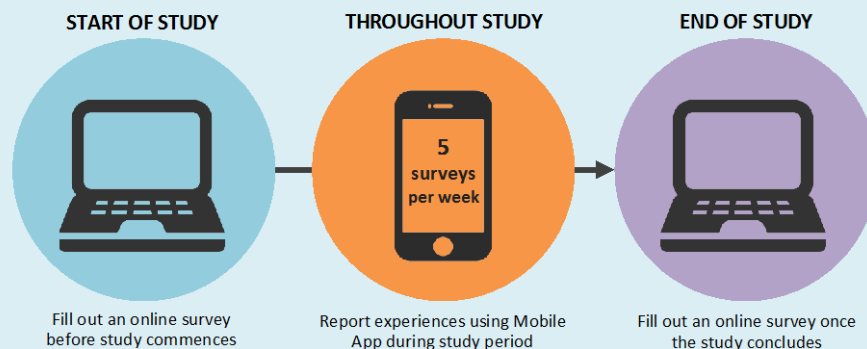 START OF STUDY
THROUGHOUT STUDY
END OF STUDY
5
surveys
per week
Fill out an online survey
before study commences
Report experiences using Mobile
App during study period
Fill out an online survey once
the study concludes